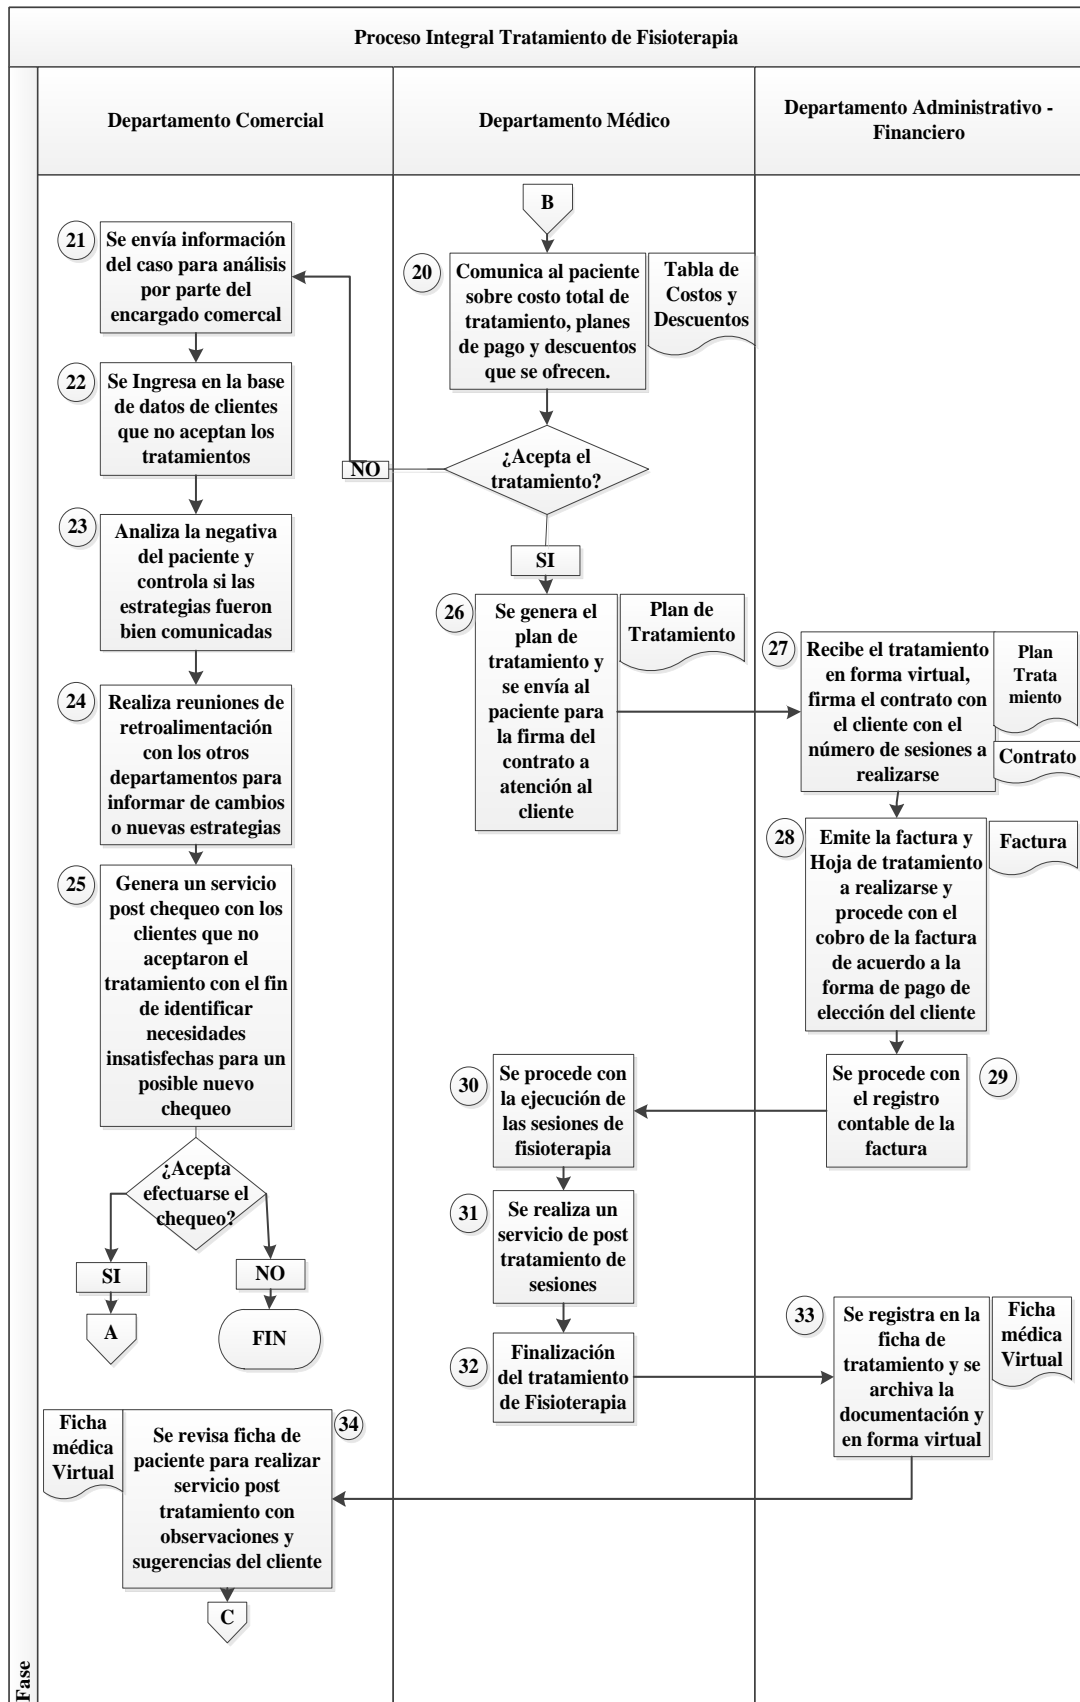 Proceso Integral Tratamiento de Fisioterapia
Departamento Comercial
Departamento Médico
Departamento Administrativo -
Financiero
B
20
Comunica al paciente
sobre costo total de
tratamiento, planes
de pago y descuentos
que se ofrecen.
Tabla de
Costos y
Descuentos
¿Acepta el
tratamiento?
NO
SI
21
Se envía información
del caso para análisis
por parte del
encargado comercal
22
Se Ingresa en la base
de datos de clientes
que no aceptan los
tratamientos
23
Analiza la negativa
del paciente y
controla si las
estrategias fueron
bien comunicadas
24
Realiza reuniones de
retroalimentación
con los otros
departamentos para
informar de cambios
o nuevas estrategias
25
Genera un servicio
post chequeo con los
clientes que no
aceptaron el
tratamiento con el fin
de identificar
necesidades
insatisfechas para un
posible nuevo
chequeo
¿Acepta
efectuarse el
chequeo?
SI
NO
A
FIN
26
Se genera el
plan de
tratamiento y
se envía al
paciente para
la firma del
contrato a
atención al
cliente
Plan de
Tratamiento
27
Recibe el tratamiento
en forma virtual,
firma el contrato con
el cliente con el
número de sesiones a
realizarse
Plan
Trata
miento
Contrato
28
Emite la factura y
Hoja de tratamiento
a realizarse y
procede con el
cobro de la factura
de acuerdo a la
forma de pago de
elección del cliente
Factura
29
Se procede con
el registro
contable de la
factura
30
Se procede con
la ejecución de
las sesiones de
fisioterapia
31
Se realiza un
servicio de post
tratamiento de
sesiones
32
Finalización
del tratamiento
de Fisioterapia
33
Se registra en la
ficha de
tratamiento y se
archiva la
documentación y
en forma virtual
Ficha
médica
Virtual
34
Se revisa ficha de
paciente para realizar
servicio post
tratamiento con
observaciones y
sugerencias del cliente
Ficha
médica
Virtual
C
Fase